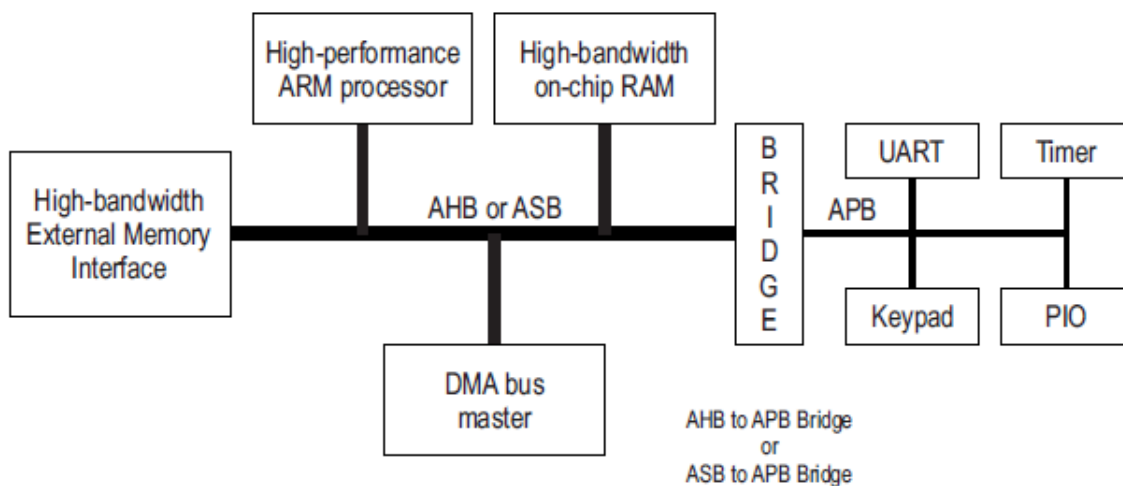 High-performance
ARM processor
High-bandwidth
on-chip RAM
High-bandwidth
External Memory
Interface
AHB or ASB
B
R
I
D
G
E
APB
UART
Timer
Keypad
PIO
DMA bus
master
AHB to APB Bridge
or
ASB to APB Bridge